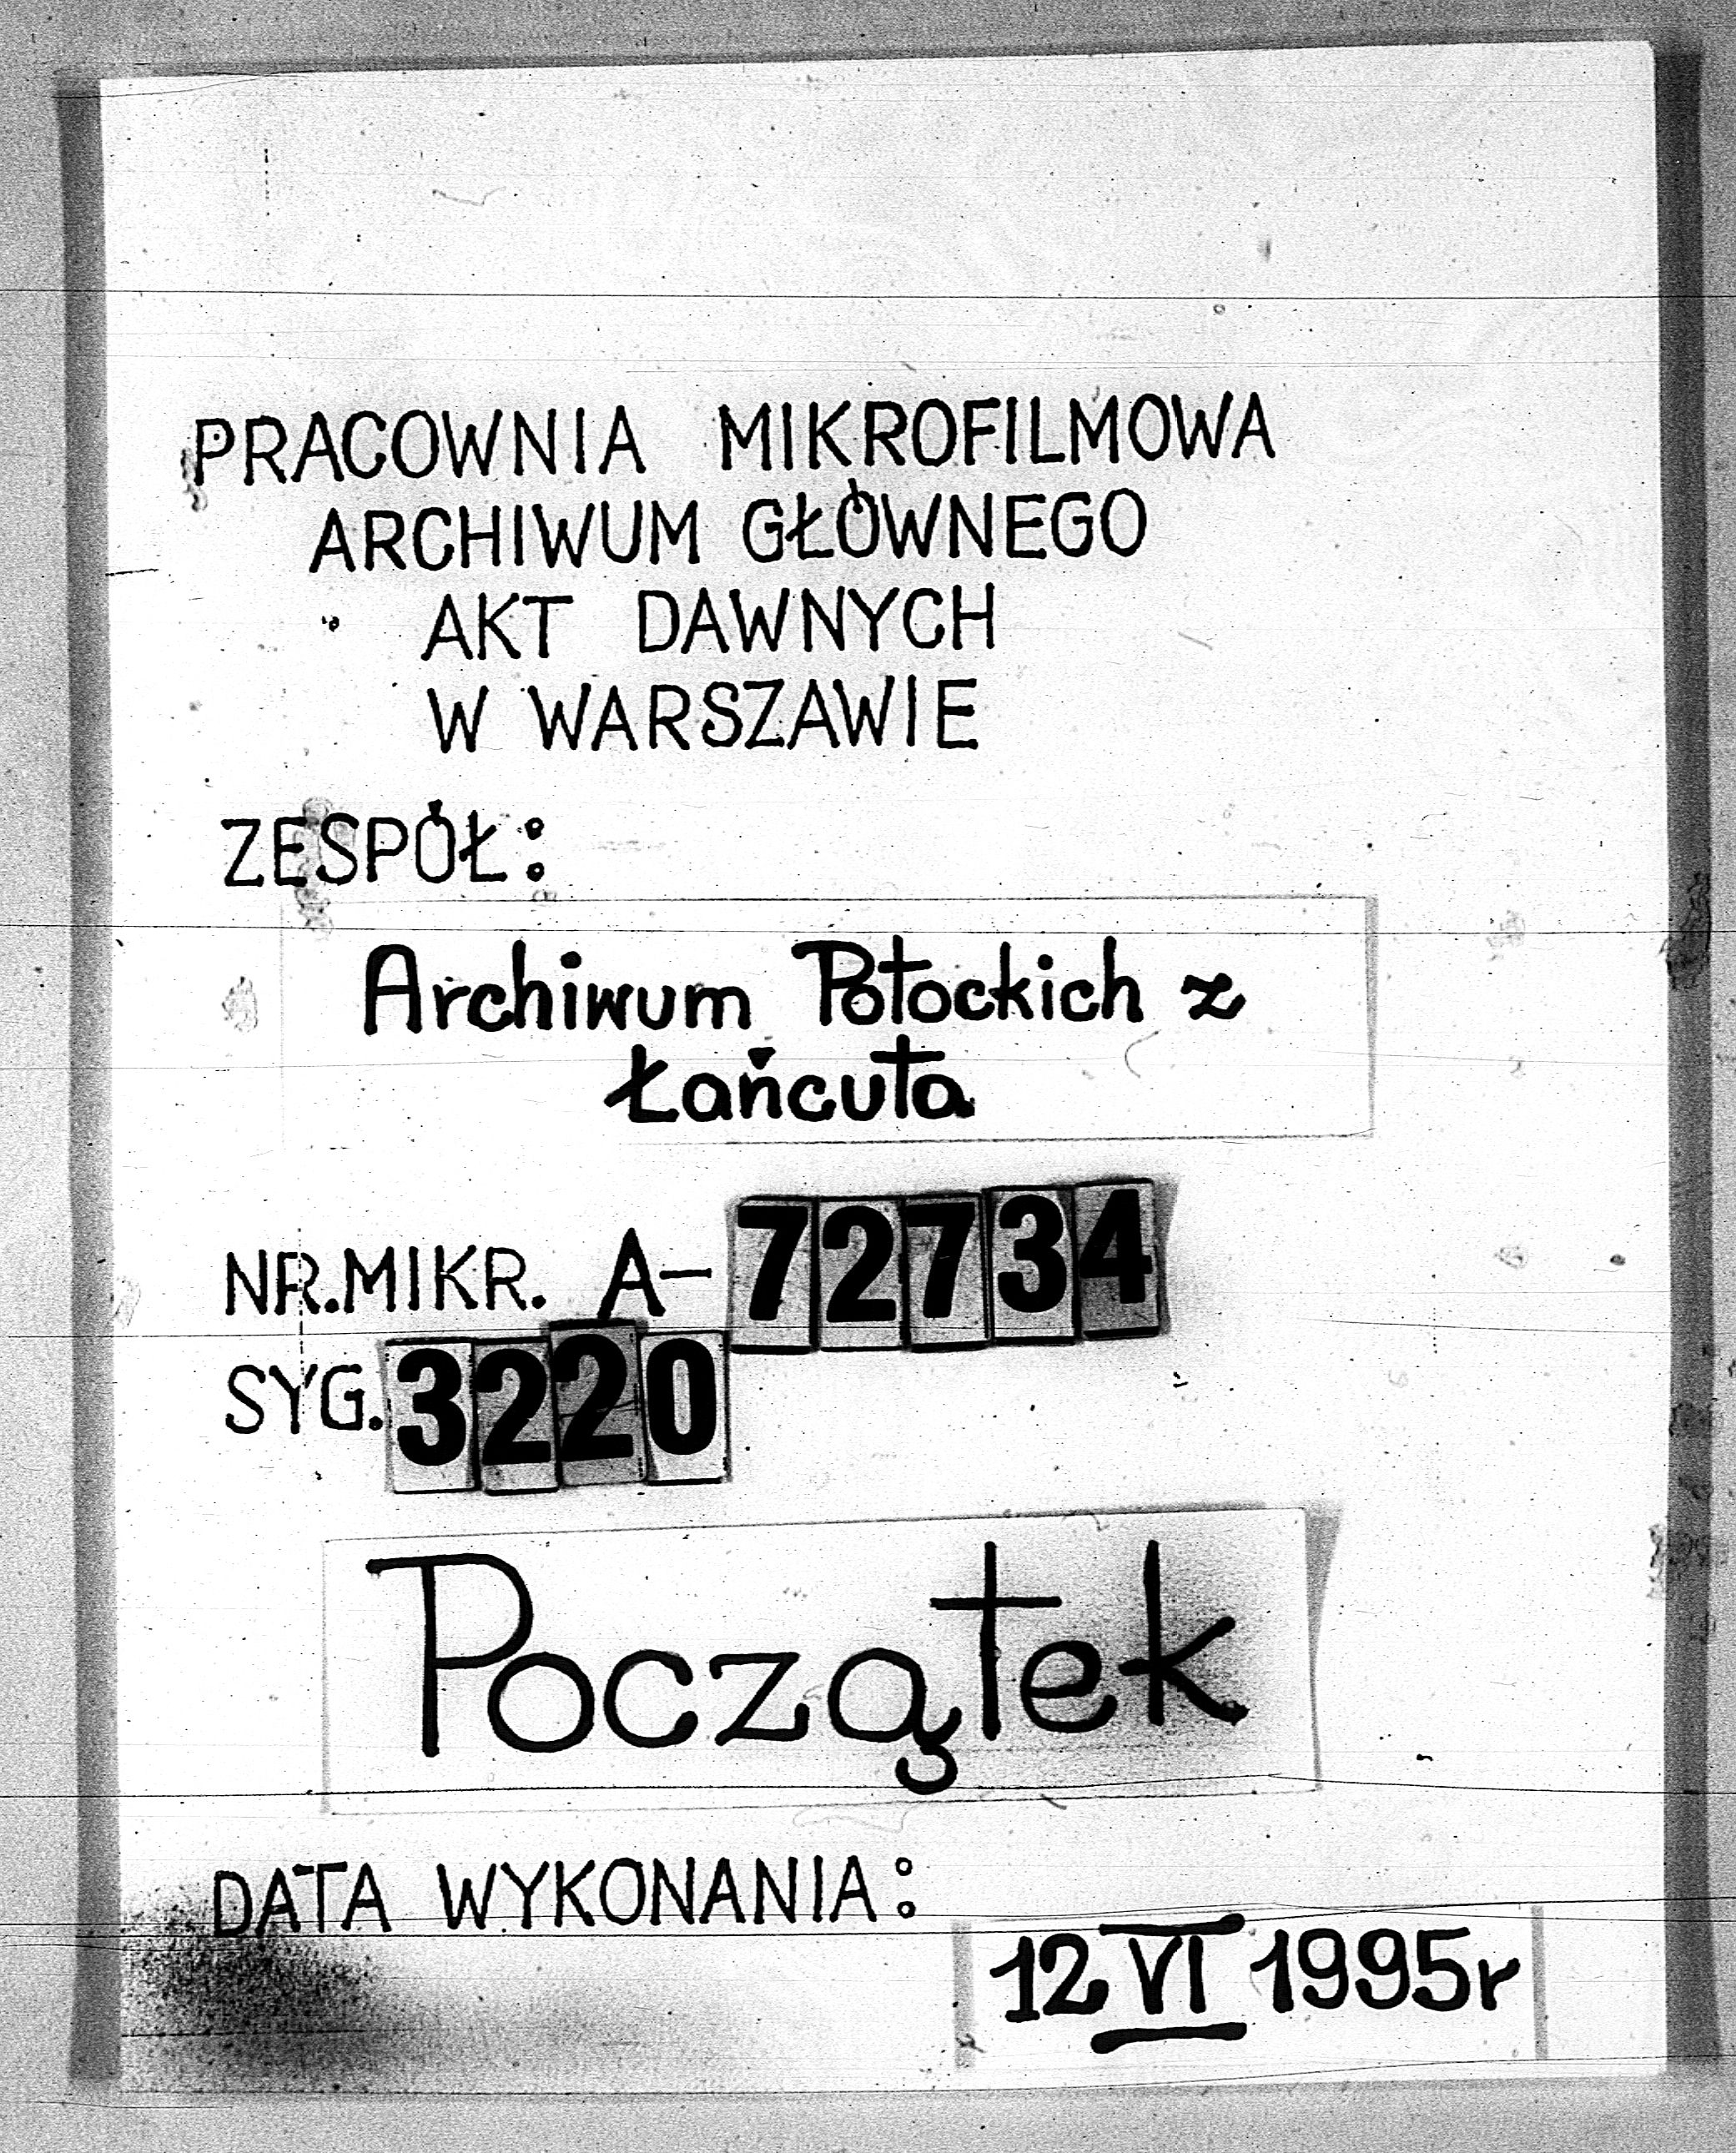 PRACOWNIA MIKROFILMOWA
ARCHIWUM GŁÓWNEGO
AKT DAWNYCH
W WARSZAWIE
ZESPÓŁ:
Archiwum Potockich z
Łańcuta
NR.MIKR. A-72734
SYG.3220
Początek
DATA WYKONANIA:
12 VI 1995r